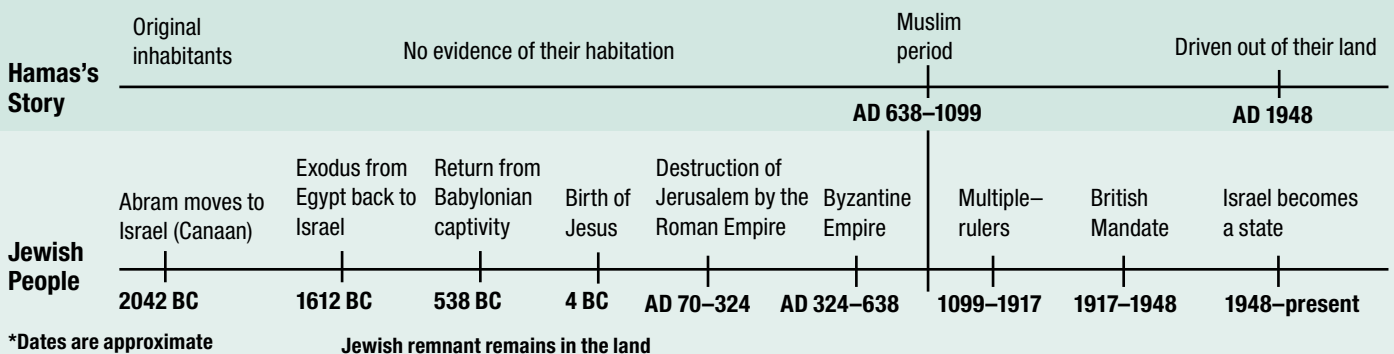 Original
inhabitants
No evidence of their habitation
Muslim
period
Driven out of their land
Hamas's
Story
AD 638–1099
AD 1948
Abram moves to
Israel (Canaan)
Exodus from
Egypt back to
Israel
Return from
Babylonian
captivity
Birth of
Jesus
Destruction of
Jerusalem by the
Roman Empire
Byzantine
Empire
Multiple–
rulers
British
Mandate
Israel becomes
a state
Jewish
People
2042 BC
1612 BC
538 BC
4 BC
AD 70–324
AD 324–638
1099–1917
1917–1948
1948–present
*Dates are approximate
Jewish remnant remains in the land